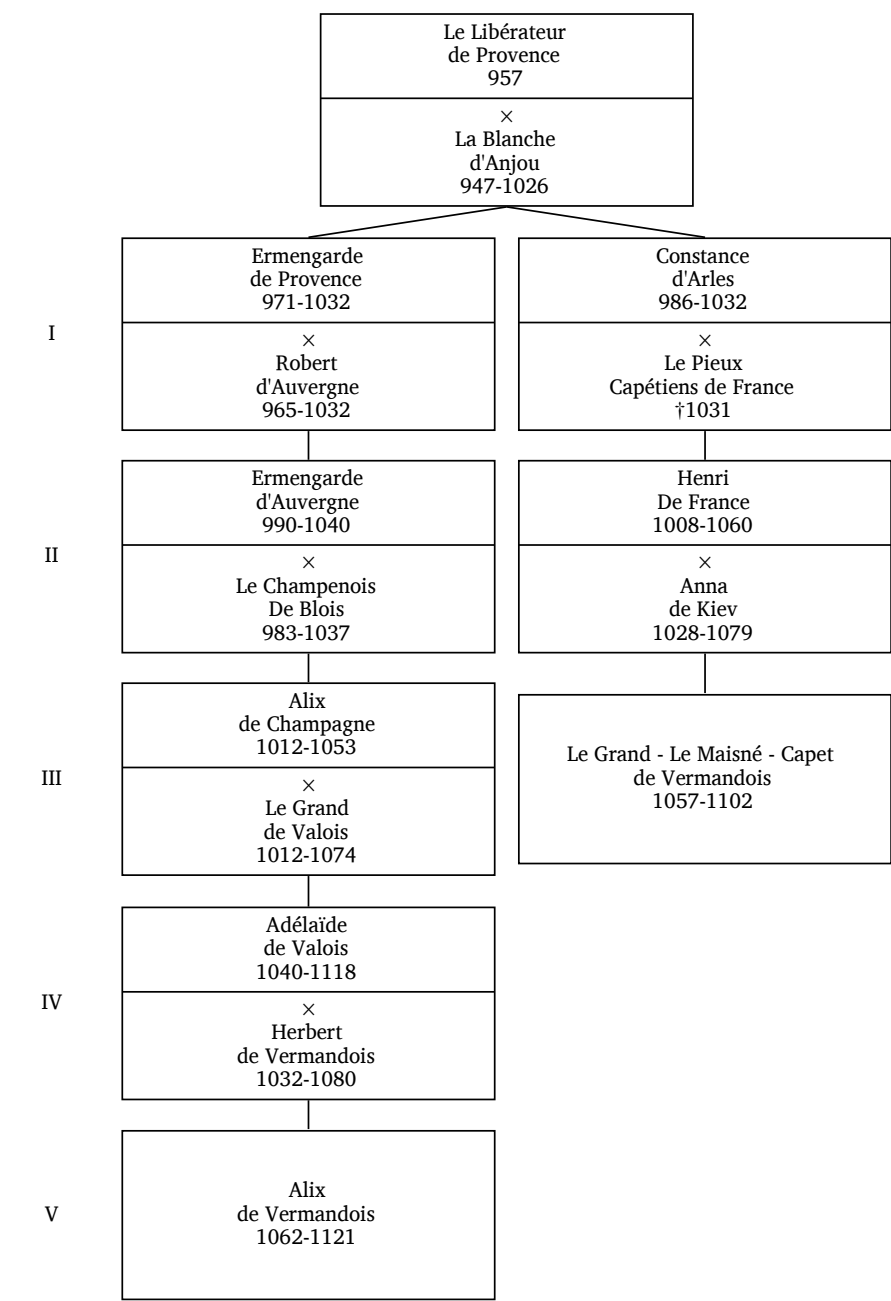 Le Libérateur
de Provence
957
×
La Blanche
d'Anjou
947-1026
Ermengarde
de Provence
971-1032
×
Robert
d'Auvergne
965-1032
Constance
d'Arles
986-1032
×
Le Pieux
Capétiens de France
†1031
I
Ermengarde
d'Auvergne
990-1040
×
Le Champenois
De Blois
983-1037
Henri
De France
1008-1060
×
Anna
de Kiev
1028-1079
II
Alix
de Champagne
1012-1053
×
Le Grand
de Valois
1012-1074
Le Grand - Le Maisné - Capet
de Vermandois
1057-1102
III
Adélaïde
de Valois
1040-1118
×
Herbert
de Vermandois
1032-1080
IV
Alix
de Vermandois
1062-1121
V